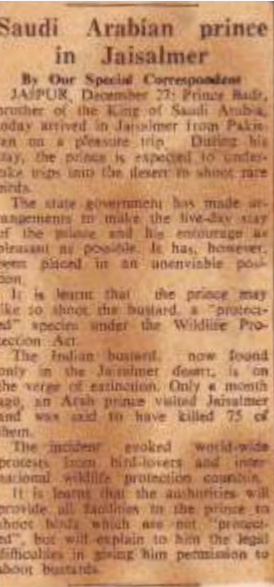 Saudi Arabian prince
in Jaisalmer
By Our Special Correspondent
JAIPUR, December 27: Prince Badr,
brother of the King of Saudi Arabia,
today arrived in Jaisalmer from Pakis-
tan on a pleasure trip. During his
stay, the prince is expected to under-
take trips into the desert to shoot rare
birds.
The state government has made ar-
rangements to make the five-day stay
of the prince and his entourage as
pleasant as possible. It has, however,
been placed in an unenviable posi-
tion.
It is learnt that the prince may
like to shoot the bustard, a "protect-
ed" species under the Wildlife Pro-
tection Act.
The Indian bustard, now found
only in the Jaisalmer desert, is on
the verge of extinction. Only a month
ago, an Arab prince visited Jaisalmer
and was said to have killed 75 of
them.
The incident evoked world-wide
protests from bird-lovers and inter-
national wildlife protection
It is learnt that the authorities will
provide all facilities to the prince to
shoot birds which are not "protect-
ed", but will explain to him the legal
difficulties in giving him permission to
shoot bustards.